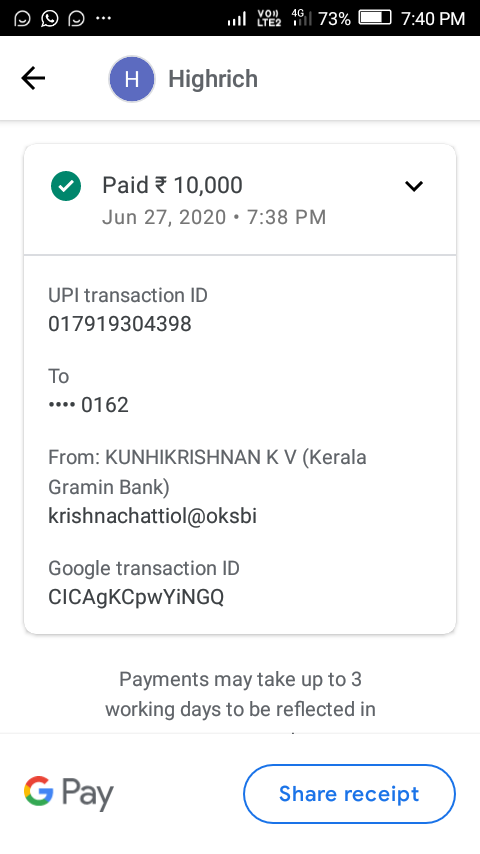 VO)) LTE2 4G 73% 7:40 PM
H Highrich
Paid ₹ 10,000
Jun 27, 2020 • 7:38 PM
UPI transaction ID
017919304398
To
•••• 0162
From: KUNHIKRISHNAN K V (Kerala
Gramin Bank)
krishnachattiol@oksbi
Google transaction ID
CICAgKCpwYiNGQ
Payments may take up to 3
working days to be reflected in
G Pay
Share receipt